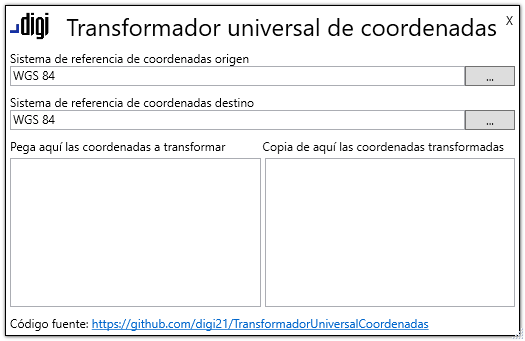 digi
Transformador universal de coordenadas
X
Sistema de referencia de coordenadas origen
WGS 84
...
Sistema de referencia de coordenadas destino
WGS 84
...
Pega aquí las coordenadas a transformar
Copia de aquí las coordenadas transformadas
Código fuente: https://github.com/digi21/TransformadorUniversalCoordenadas